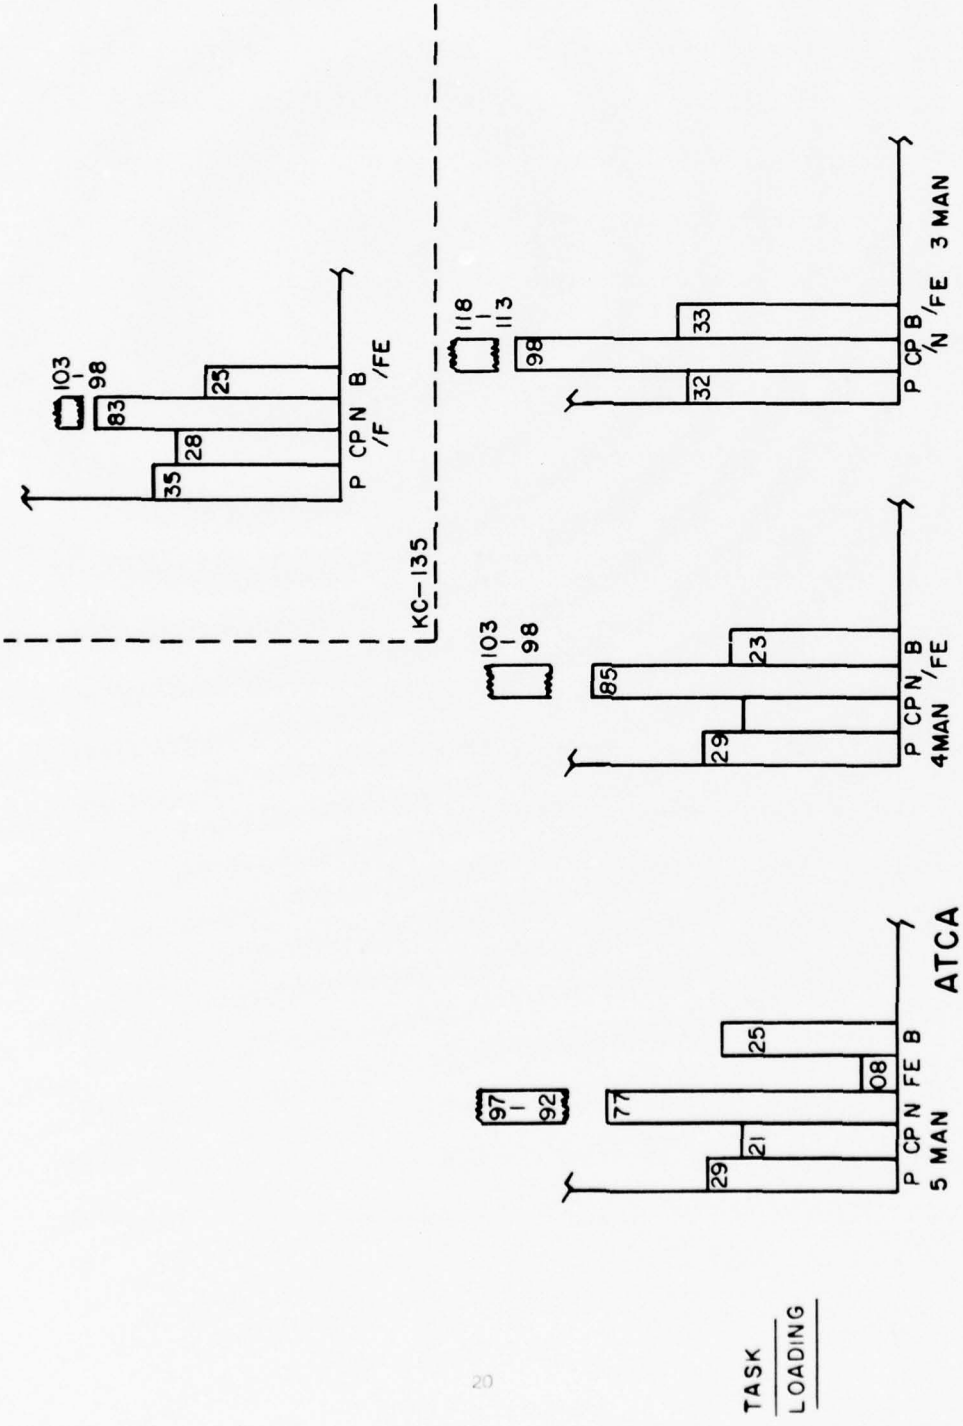 103
-
98
83
35
28
25
P CP N B
/F /FE
KC-135
TASK
LOADING
97
-
92
77
29
21
08
25
P CP N FE B
5 MAN
ATCA
103
-
98
85
29
23
P CP N B
4MAN /FE
118
-
113
98
32
33
P CP B
/N /FE 3 MAN
20